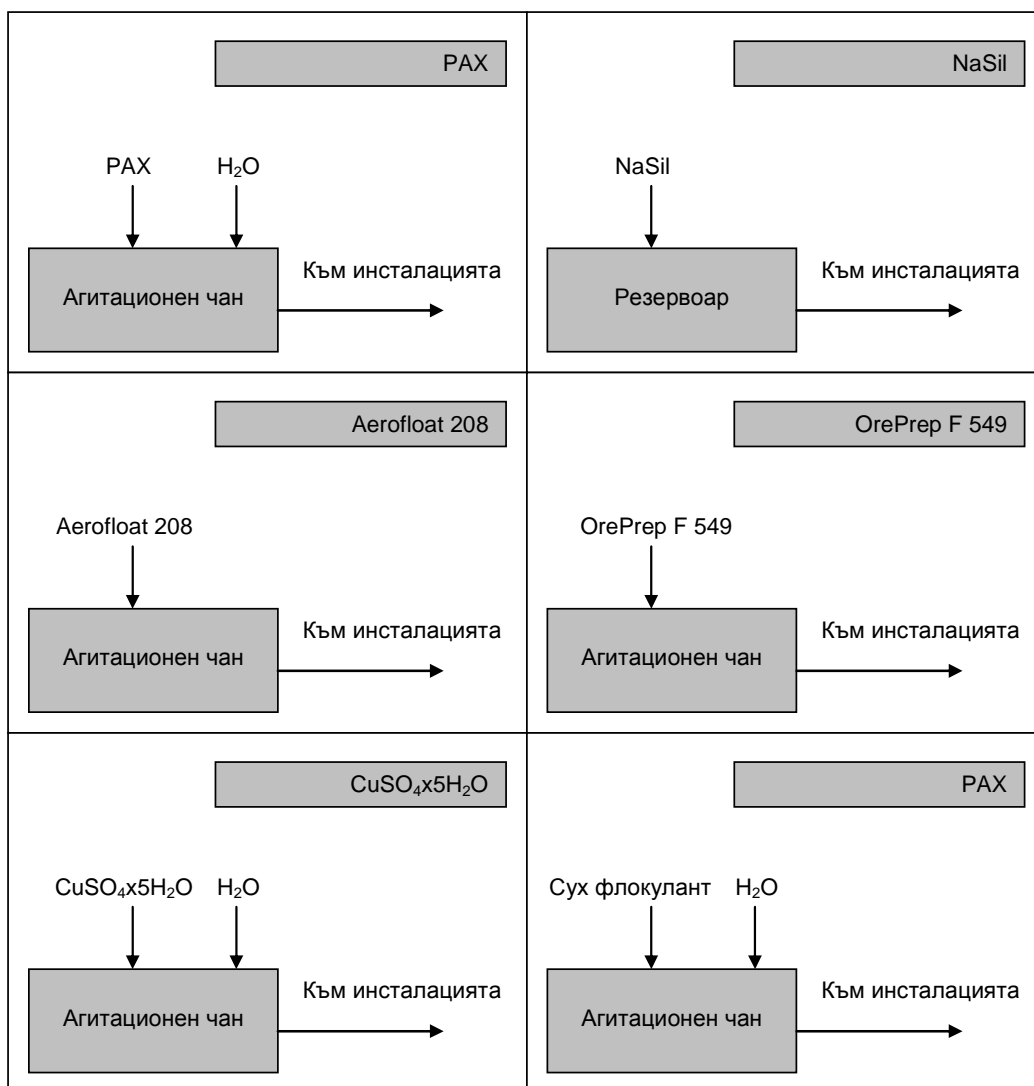 PAX
PAX
H₂O
Агитационен чан
Към инсталацията
NaSil
NaSil
Резервоар
Към инсталацията
Aerofloat 208
Aerofloat 208
Агитационен чан
Към инсталацията
OrePrep F 549
OrePrep F 549
Агитационен чан
Към инсталацията
CuSO₄x5H₂O
CuSO₄x5H₂O
H₂O
Агитационен чан
Към инсталацията
PAX
Сух флокулант
H₂O
Агитационен чан
Към инсталацията